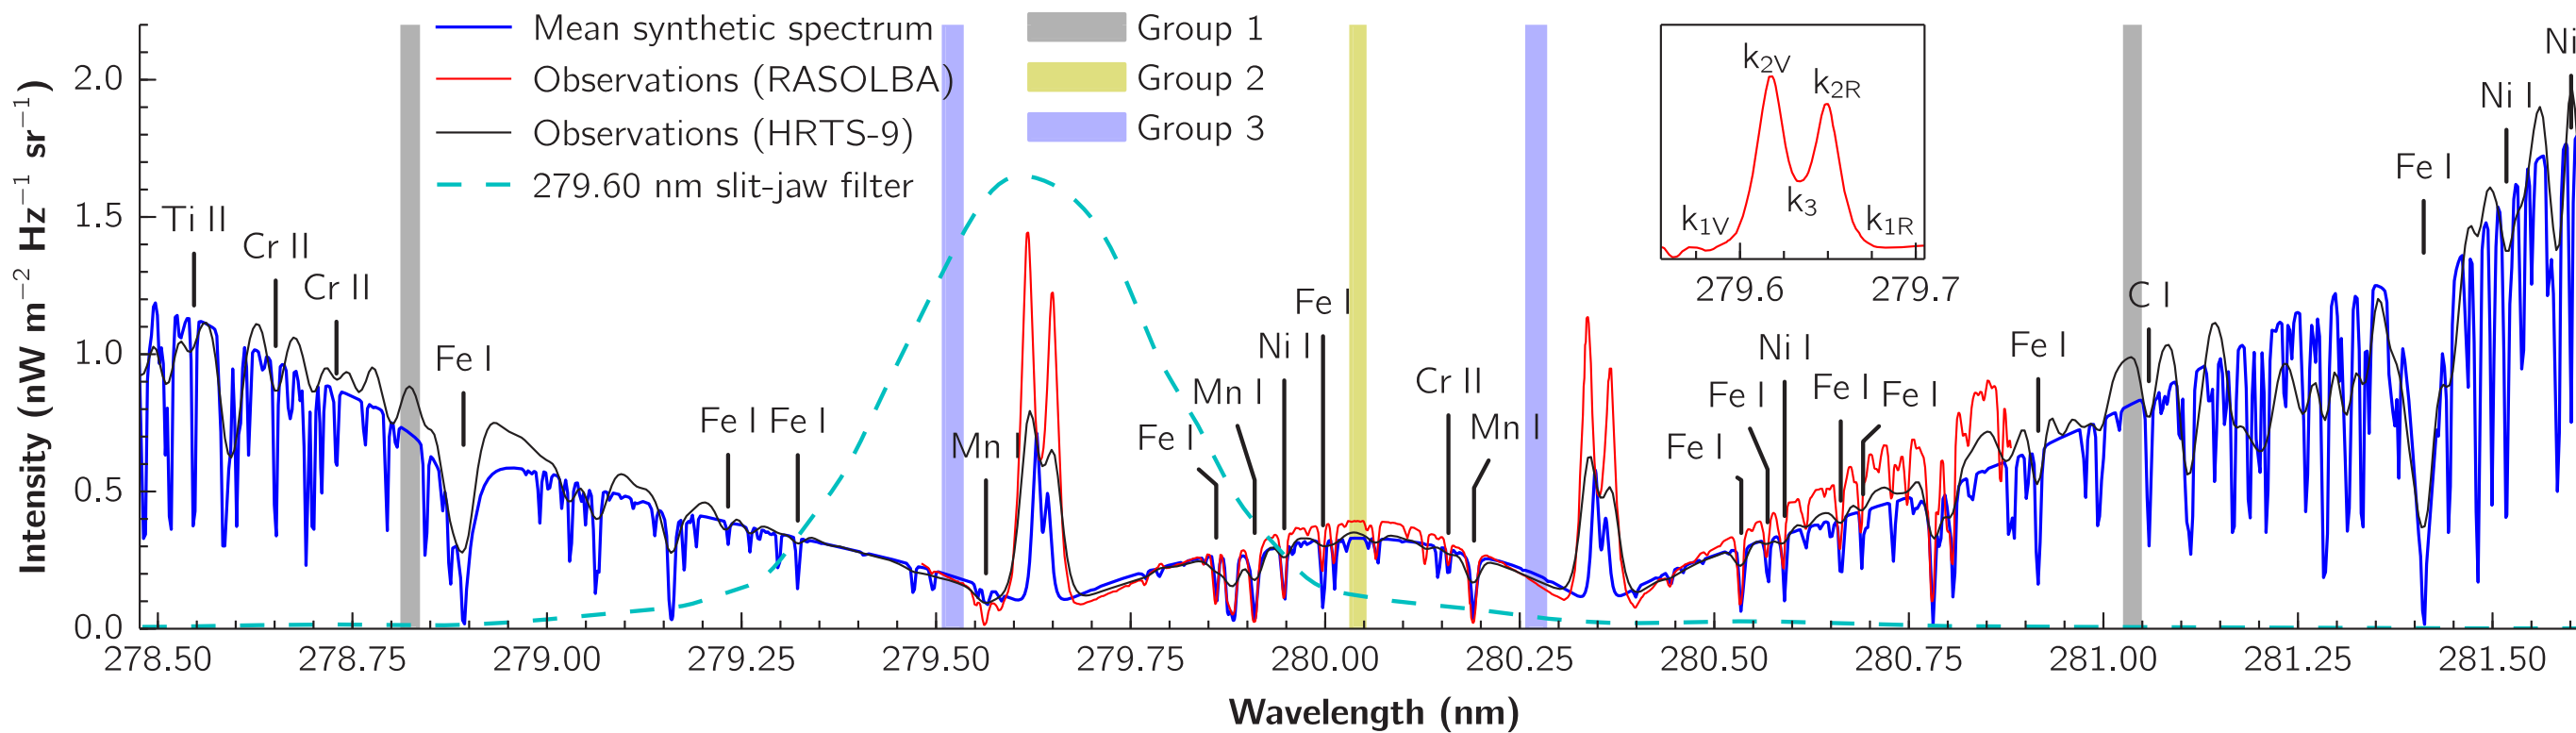 Mean synthetic spectrum
Observations (RASOLBA)
Observations (HRTS-9)
279.60 nm slit-jaw filter
Group 1
Group 2
Group 3
k2V
k2R
k3
k1V
k1R
279.6
279.7
Intensity (nW m−2 Hz−1 sr−1)
2.0
1.5
1.0
0.5
0.0
Ti II
Cr II
Cr II
Fe I
Fe I
Fe I
Mn I
Fe I
Mn I
Ni I
Fe I
Cr II
Mn I
Fe I
Fe I
Ni I
Fe I
Fe I
Fe I
C I
Fe I
Ni I
Ni
278.50
278.75
279.00
279.25
279.50
279.75
280.00
280.25
280.50
280.75
281.00
281.25
281.50
Wavelength (nm)